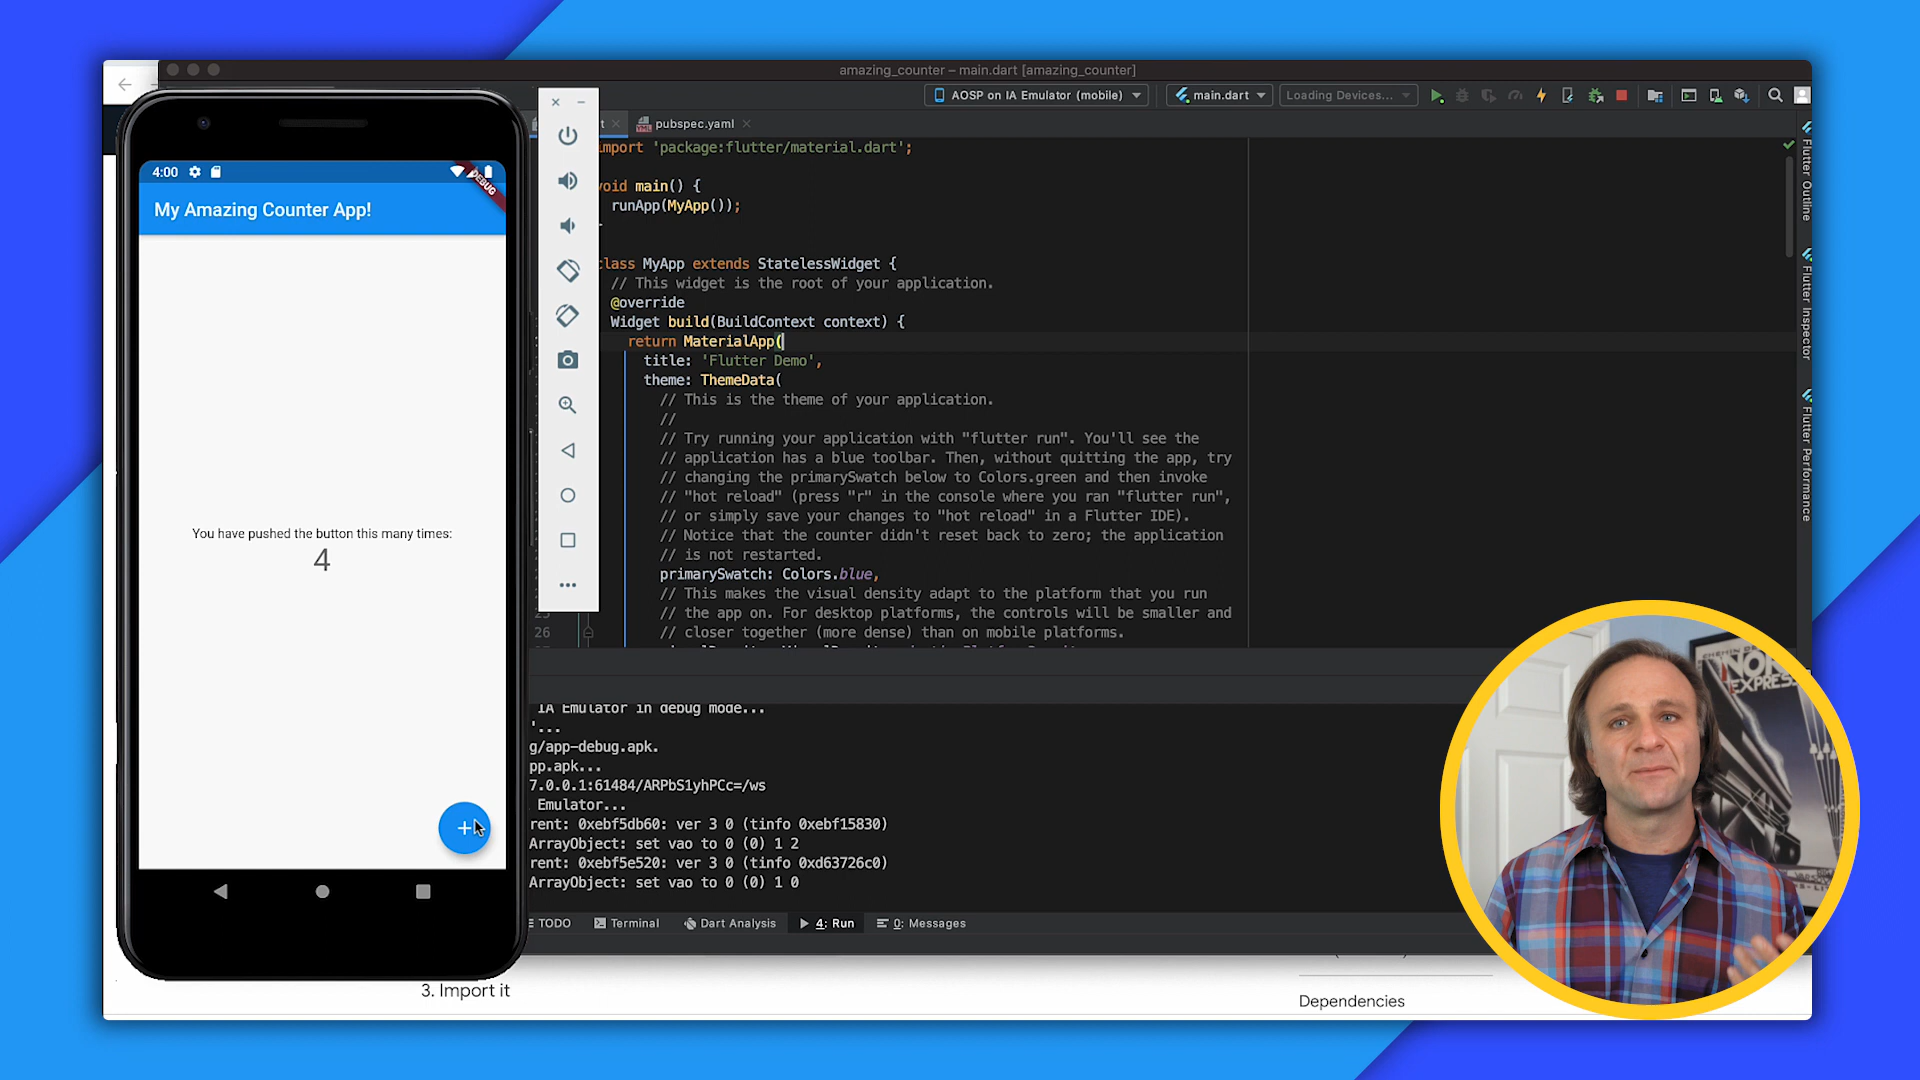 amazing_counter – main.dart [amazing_counter]
AOSP on IA Emulator (mobile)
main.dart
Loading Devices...
4:00
DEBUG
My Amazing Counter App!
You have pushed the button this many times:
4
pubspec.yaml
import 'package:flutter/material.dart';
void main() {
runApp(MyApp());
class MyApp extends StatelessWidget {
// This widget is the root of your application.
@override
Widget build(BuildContext context) {
return MaterialApp(
title: 'Flutter Demo',
theme: ThemeData(
// This is the theme of your application.
//
// Try running your application with "flutter run". You'll see the
// application has a blue toolbar. Then, without quitting the app, try
// changing the primarySwatch below to Colors.green and then invoke
// "hot reload" (press "r" in the console where you ran "flutter run",
// or simply save your changes to "hot reload" in a Flutter IDE).
// Notice that the counter didn't reset back to zero; the application
// is not restarted.
primarySwatch: Colors.blue,
// This makes the visual density adapt to the platform that you run
// the app on. For desktop platforms, the controls will be smaller and
26 // closer together (more dense) than on mobile platforms.
Flutter Outline
Flutter Inspector
Flutter Performance
IA Emulator in debug mode...
'...
g/app-debug.apk.
pp.apk...
7.0.0.1:61484/ARPbS1yhPCc=/ws
Emulator...
rent: 0xebf5db60: ver 3 0 (tinfo 0xebf15830)
ArrayObject: set vao to 0 (0) 1 2
rent: 0xebf5e520: ver 3 0 (tinfo 0xd63726c0)
ArrayObject: set vao to 0 (0) 1 0
TODO
Terminal
Dart Analysis
4: Run
0: Messages
3. Import it
Dependencies
CHEMIN DE
NOR
EXPRES